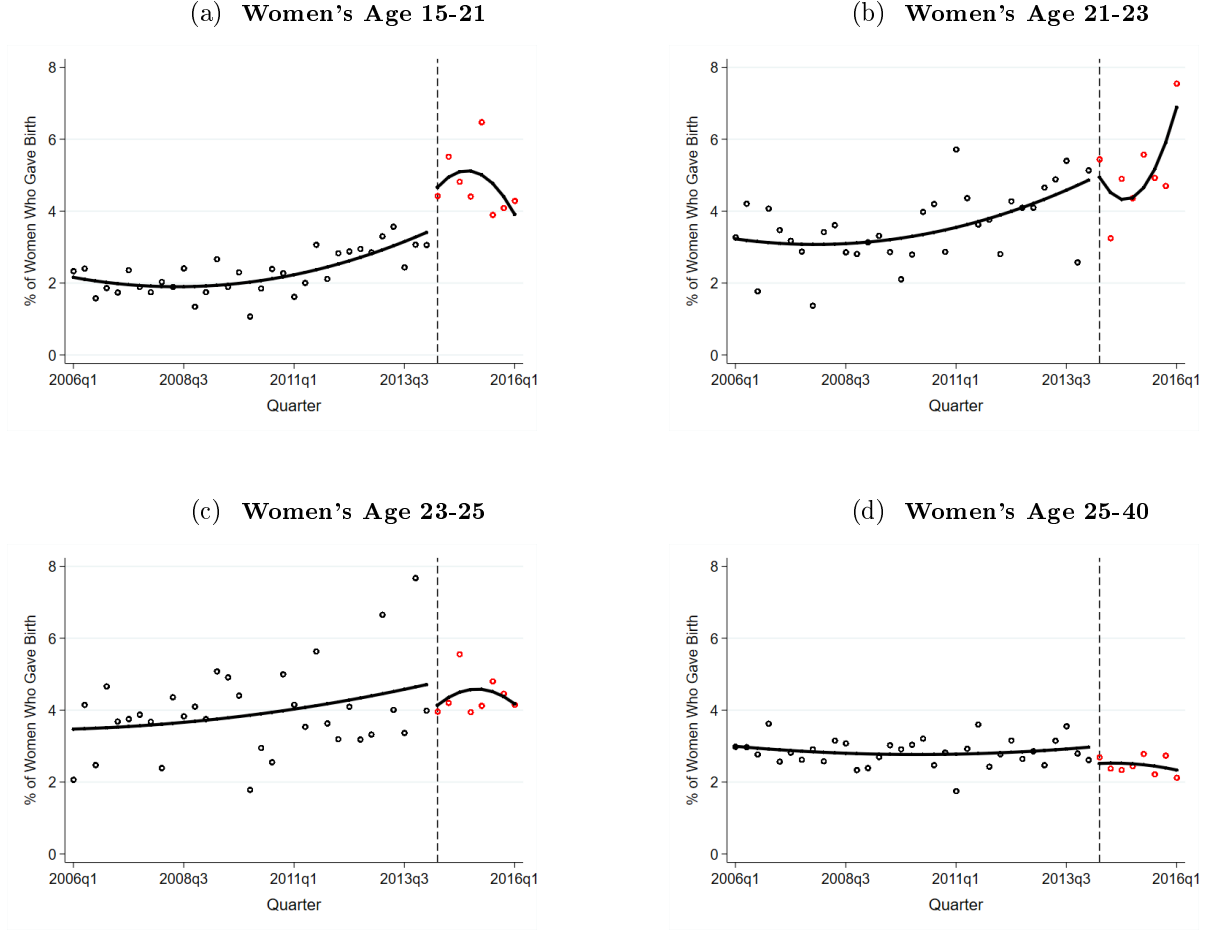 (a) Women's Age 15-21
% of Women Who Gave Birth
8
6
4
2
0
2006q1 2008q3 2011q1 2013q3 2016q1
Quarter
(b) Women's Age 21-23
% of Women Who Gave Birth
8
6
4
2
0
2006q1 2008q3 2011q1 2013q3 2016q1
Quarter
(c) Women's Age 23-25
% of Women Who Gave Birth
8
6
4
2
0
2006q1 2008q3 2011q1 2013q3 2016q1
Quarter
(d) Women's Age 25-40
% of Women Who Gave Birth
8
6
4
2
0
2006q1 2008q3 2011q1 2013q3 2016q1
Quarter